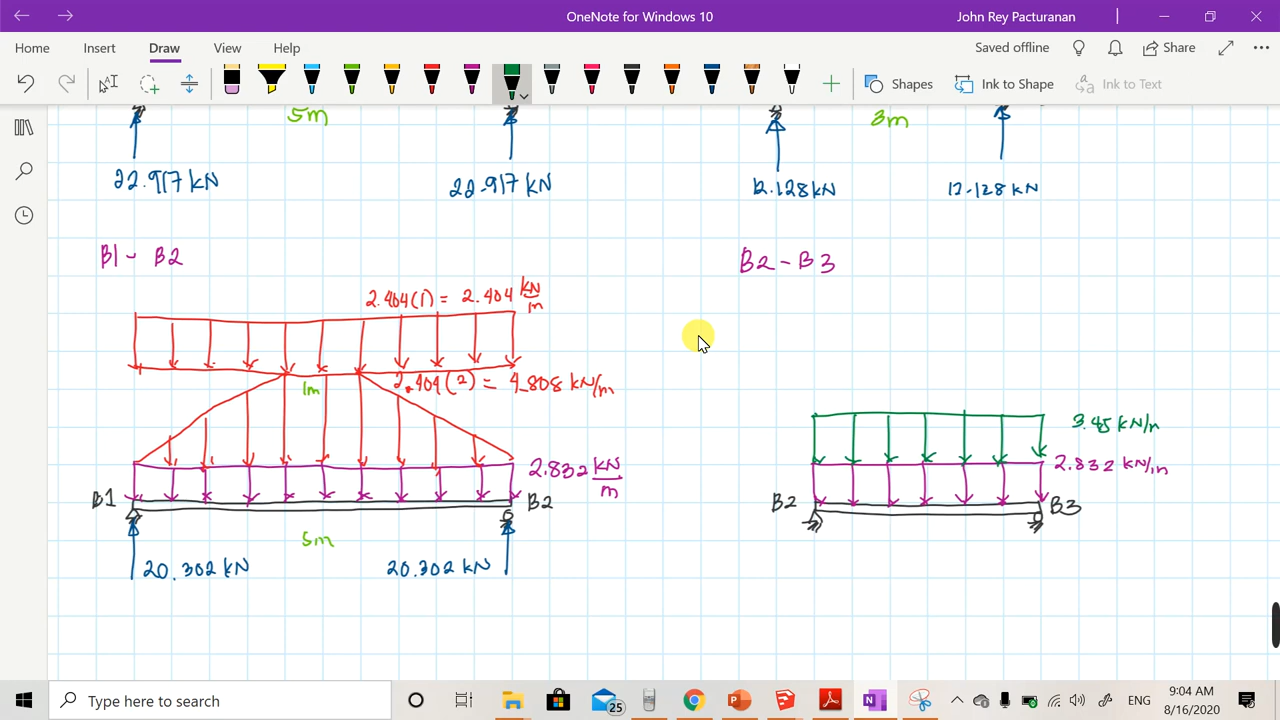 OneNote for Windows 10
John Rey Pacturanan
Home Insert Draw View Help
Saved offline
Share
Shapes
Ink to Shape
Ink to Text
5m
3m
22.917 kN
22.917 kN
12.128 kN
12.128 kN
B1 - B2
B2 - B3
2.404(1) = 2.404 kN/m
2.404(2) = 4.808 kN/m
1m
3.45 kN/m
2.832 kN/m
2.832 kN/m
B1
B2
B2
B3
5m
20.302 kN
20.302 kN
Type here to search
25
ENG
9:04 AM
8/16/2020